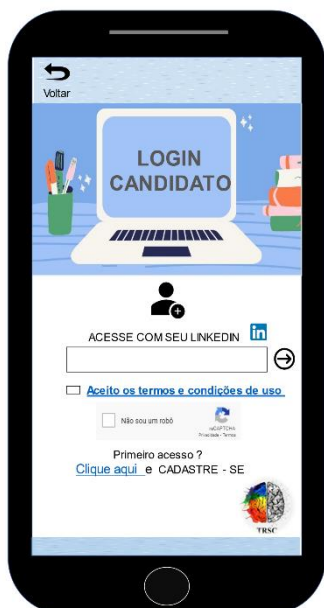 Voltar
LOGIN
CANDIDATO
ACESSE COM SEU LINKEDIN in
Aceito os termos e condições de uso
Não sou um robô
reCAPTCHA
Privacidade - Termos
Primeiro acesso ?
Clique aqui e CADASTRE - SE
TRSC